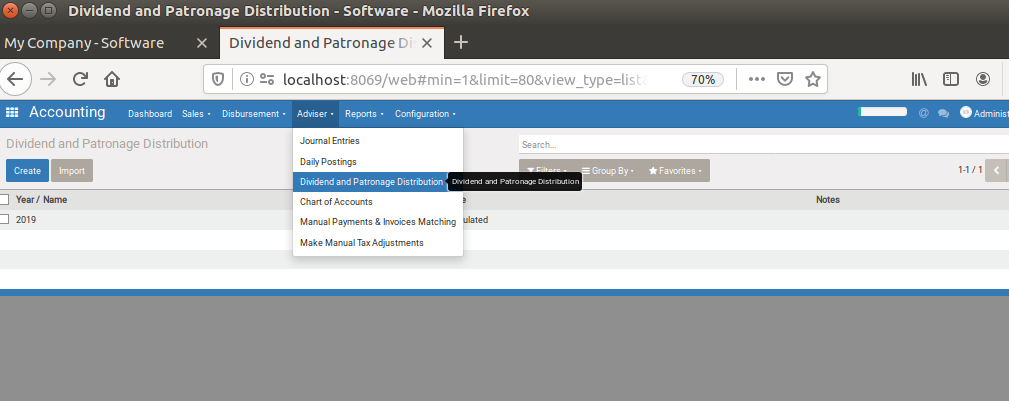 Dividend and Patronage Distribution - Software - Mozilla Firefox
My Company - Software
Dividend and Patronage Di
localhost:8069/web#min=1&limit=80&view_type=list& 70%
Accounting Dashboard Sales Disbursement Adviser Reports Configuration @ Administ
Dividend and Patronage Distribution
Search...
Create Import
Filters Group By Favorites 1-1 / 1
Journal Entries
Daily Postings
Dividend and Patronage Distribution
Dividend and Patronage Distribution
Chart of Accounts
Manual Payments & Invoices Matching
Make Manual Tax Adjustments
Year / Name Notes
2019 ulated